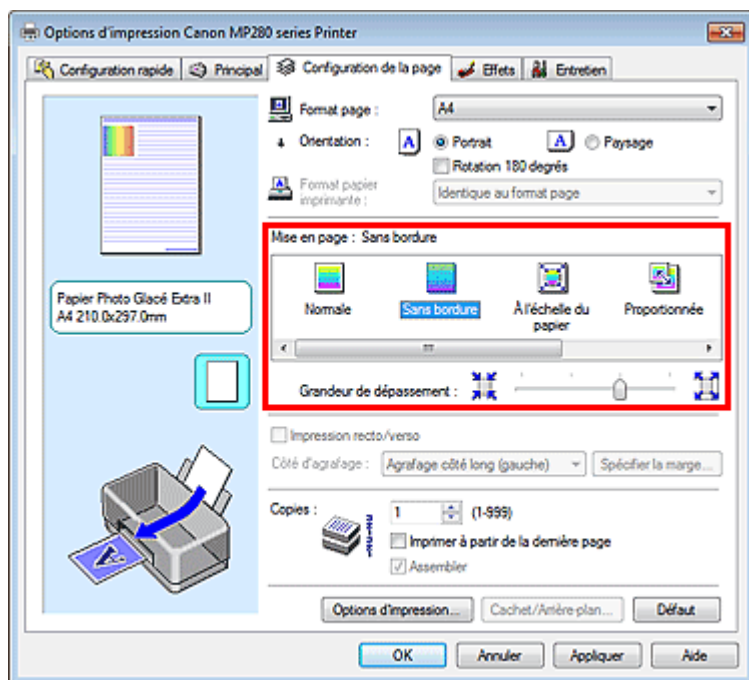 Options d'impression Canon MP280 series Printer
Configuration rapide
Principal
Configuration de la page
Effets
Entretien
Format page :
A4
Orientation :
A
Portrait
A
Paysage
Rotation 180 degrés
Format papier
imprimante :
Identique au format page
Mise en page : Sans bordure
Normale
Sans bordure
À l'échelle du
papier
Proportionnée
Papier Photo Glacé Extra II
A4 210.0x297.0mm
Grandeur de dépassement :
Impression recto/verso
Côté d'agrafage :
Agrafage côté long (gauche)
Spécifier la marge...
Copies :
1
(1-999)
Imprimer à partir de la dernière page
Assembler
Options d'impression...
Cachet/Arrière-plan...
Défaut
OK
Annuler
Appliquer
Aide